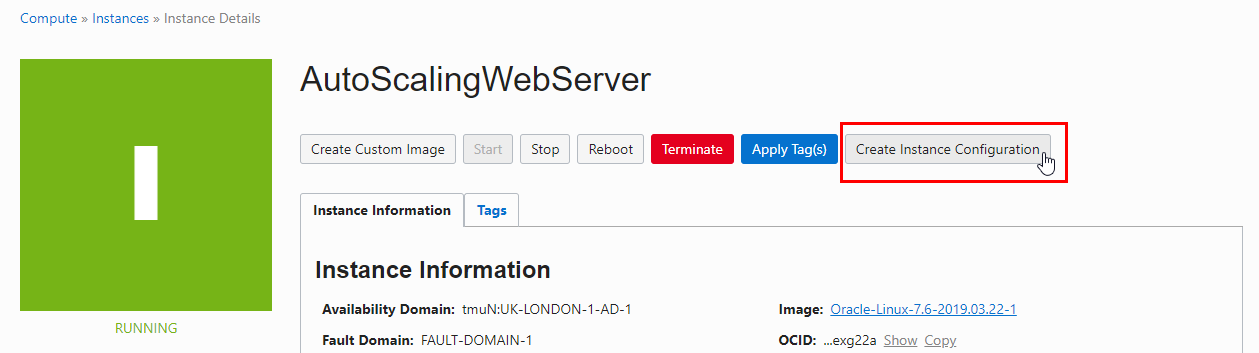 Compute » Instances » Instance Details
I
RUNNING
AutoScalingWebServer
Create Custom Image Start Stop Reboot Terminate Apply Tag(s) Create Instance Configuration
Instance Information Tags
Instance Information
Availability Domain: tmuN:UK-LONDON-1-AD-1
Fault Domain: FAULT-DOMAIN-1
Image: Oracle-Linux-7.6-2019.03.22-1
OCID: ...exg22a Show Copy